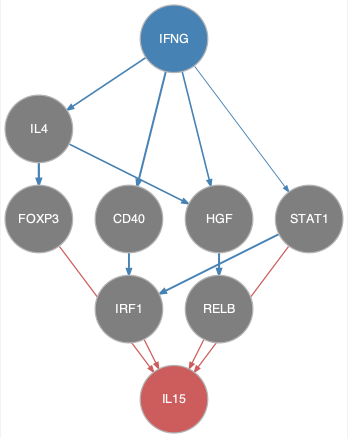 IFNG
IL4
FOXP3
CD40
HGF
STAT1
IRF1
RELB
IL15